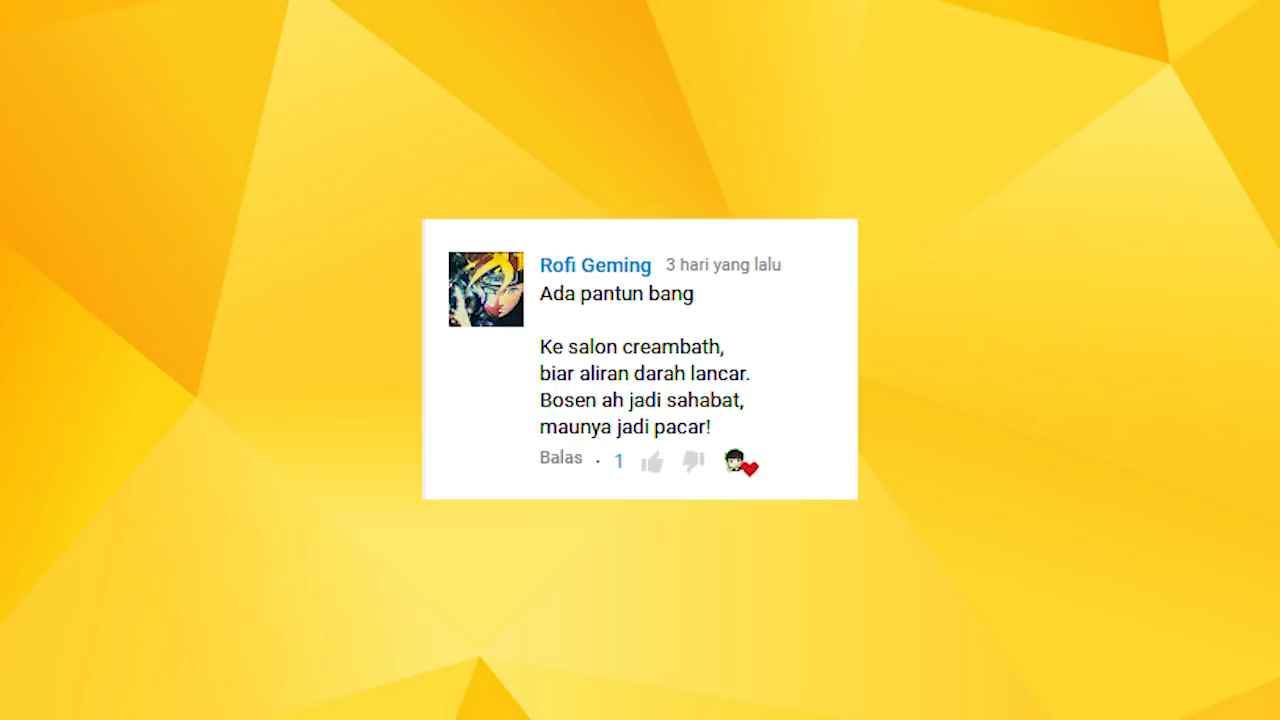 Rofi Geming 3 hari yang lalu
Ada pantun bang
Ke salon creambath,
biar aliran darah lancar.
Bosen ah jadi sahabat,
maunya jadi pacar!
Balas · 1